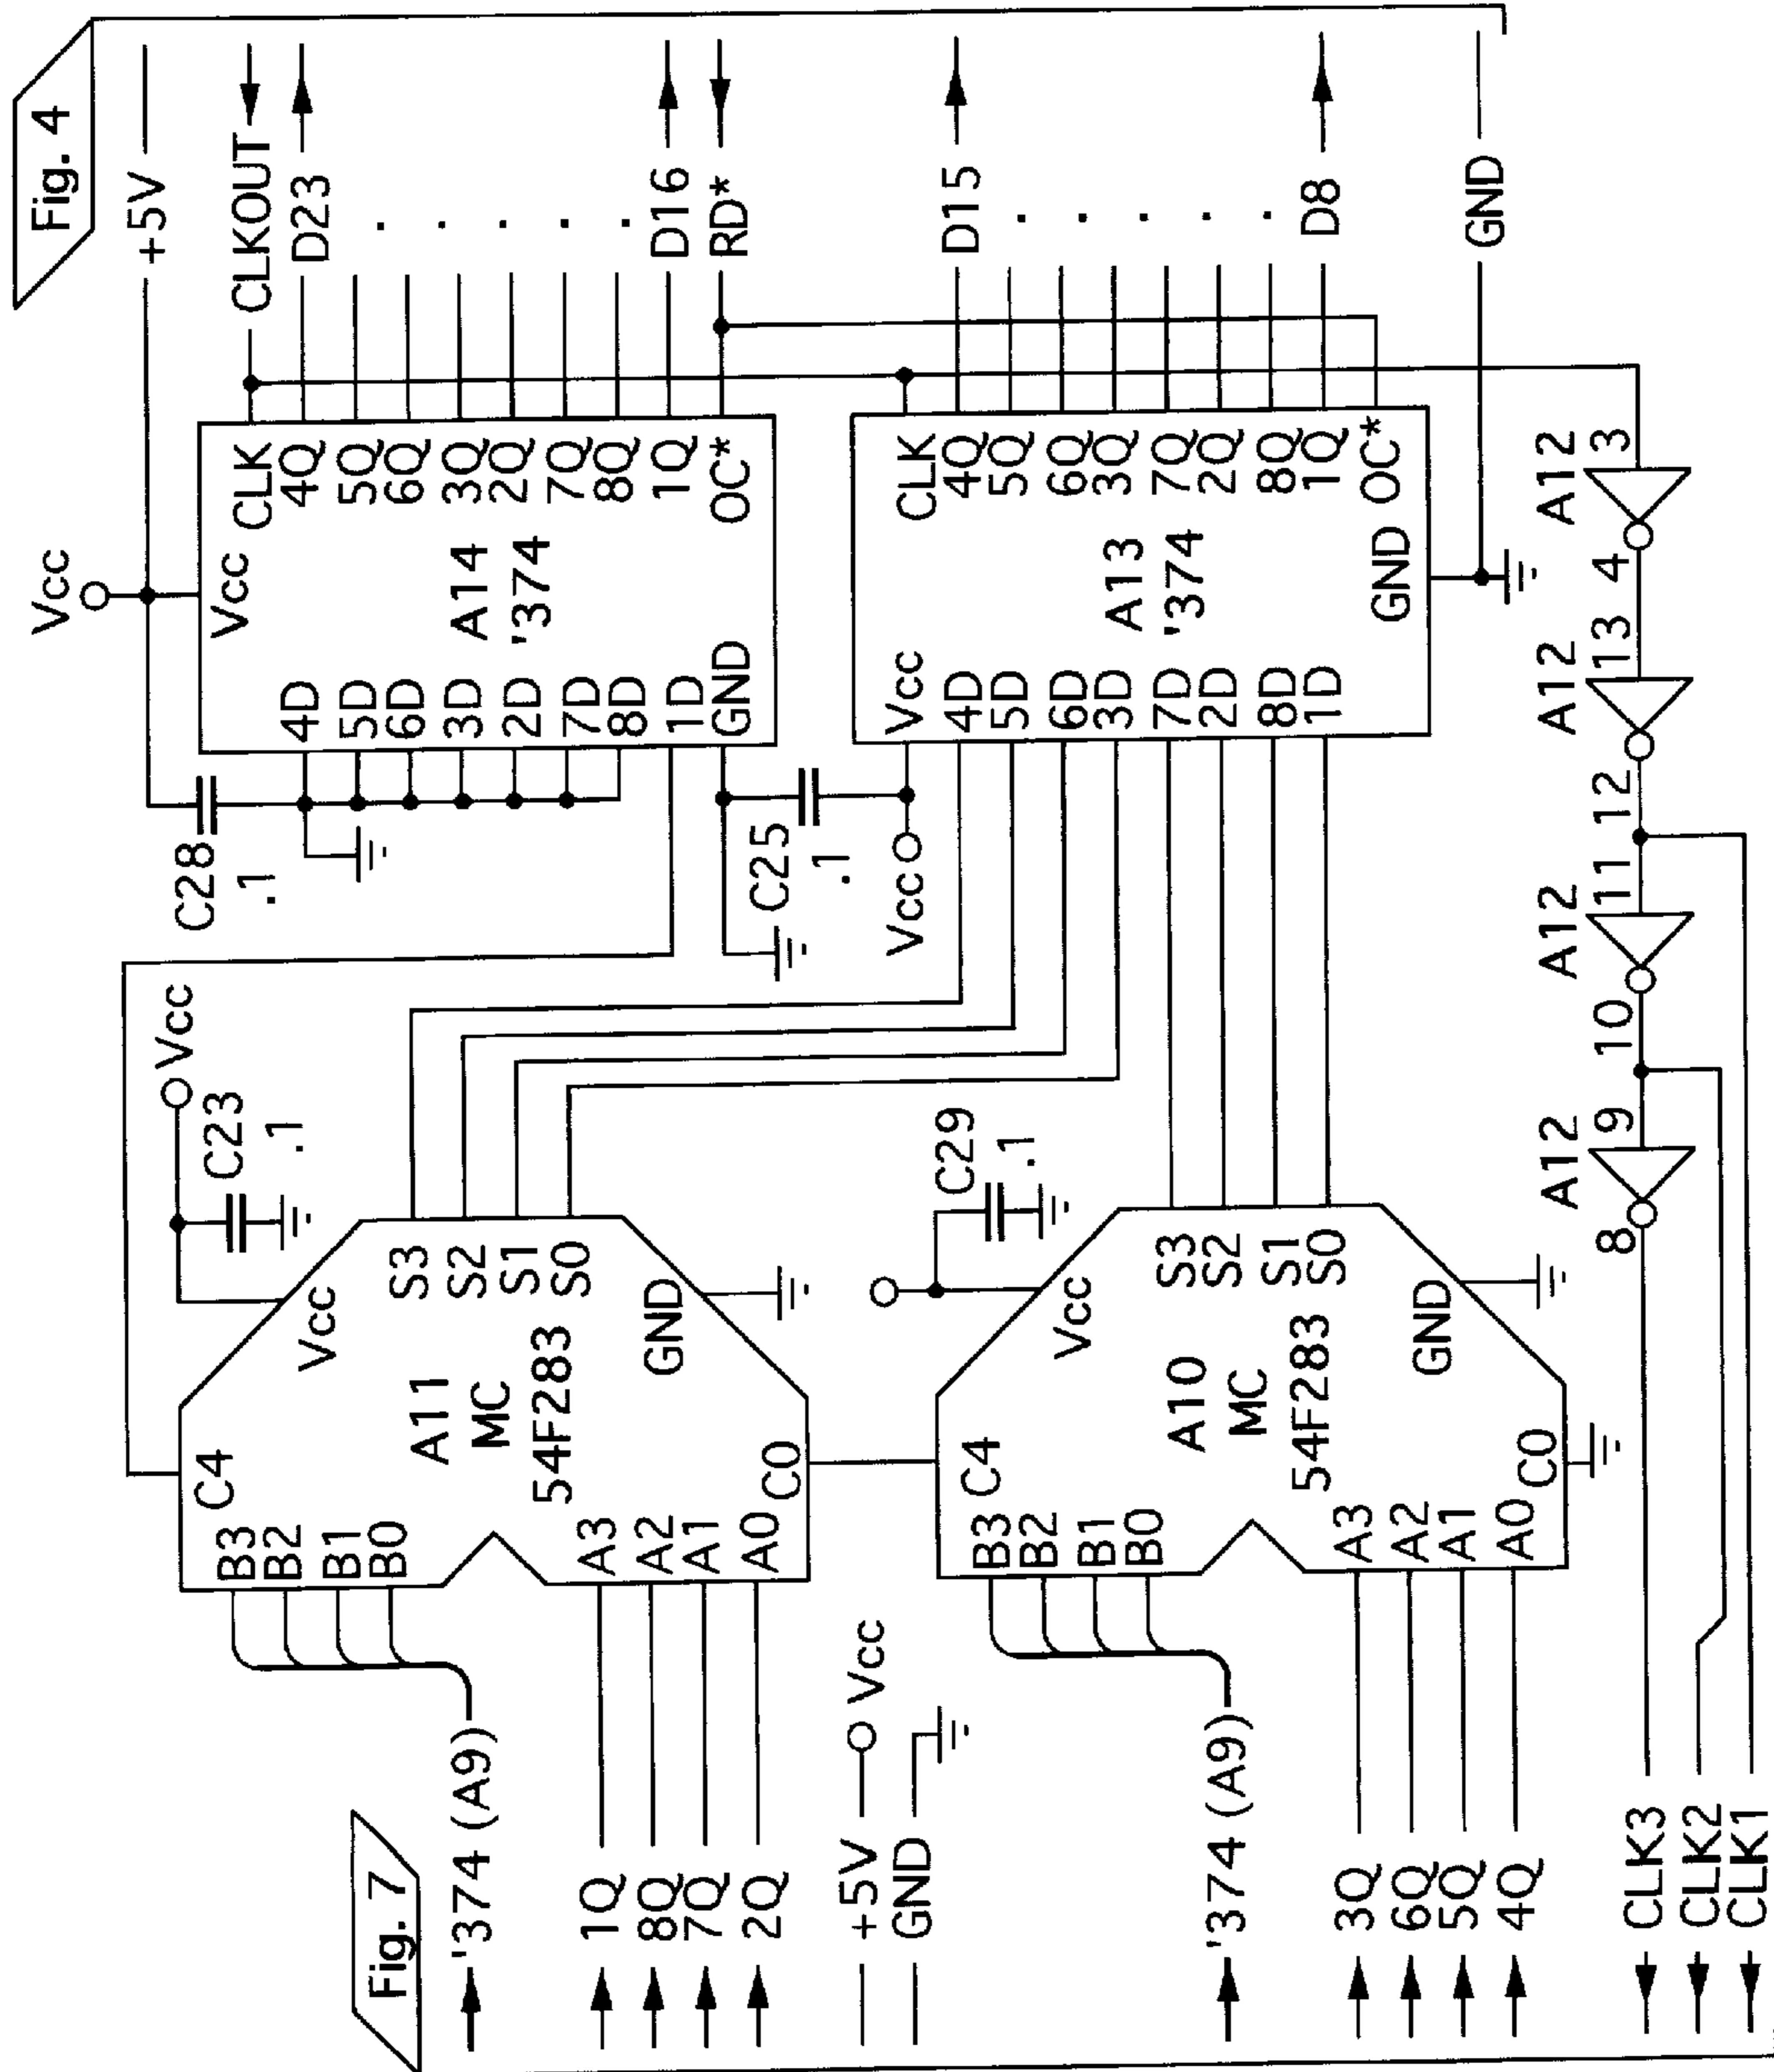 Fig. 4
+5V
CLKOUT
D23
. . . . .
D16
RD*
D15
. . . . .
D8
GND
Vcc
Vcc
CLK
4Q
5Q
6Q
3Q
2Q
7Q
8Q
1Q
OC*
A14
'374
4D
5D
6D
3D
2D
7D
8D
1D
GND
C28
.1
C25
.1
Vcc
Vcc
CLK
4Q
5Q
6Q
3Q
7Q
2Q
8Q
1Q
OC*
A13
'374
GND
4D
5D
6D
3D
7D
2D
8D
1D
A12
3
4
A12
13
12
A12
11
10
A12
9
8
Vcc
C23
.1
C4
Vcc
S3
S2
S1
S0
GND
A11
MC
54F283
B3
B2
B1
B0
A3
A2
A1
A0
C0
C29
.1
C4
Vcc
S3
S2
S1
S0
GND
A10
MC
54F283
B3
B2
B1
B0
A3
A2
A1
A0
C0
Fig. 7
'374 (A9)
1Q
8Q
7Q
2Q
+5V
Vcc
GND
'374 (A9)
3Q
6Q
5Q
4Q
CLK3
CLK2
CLK1